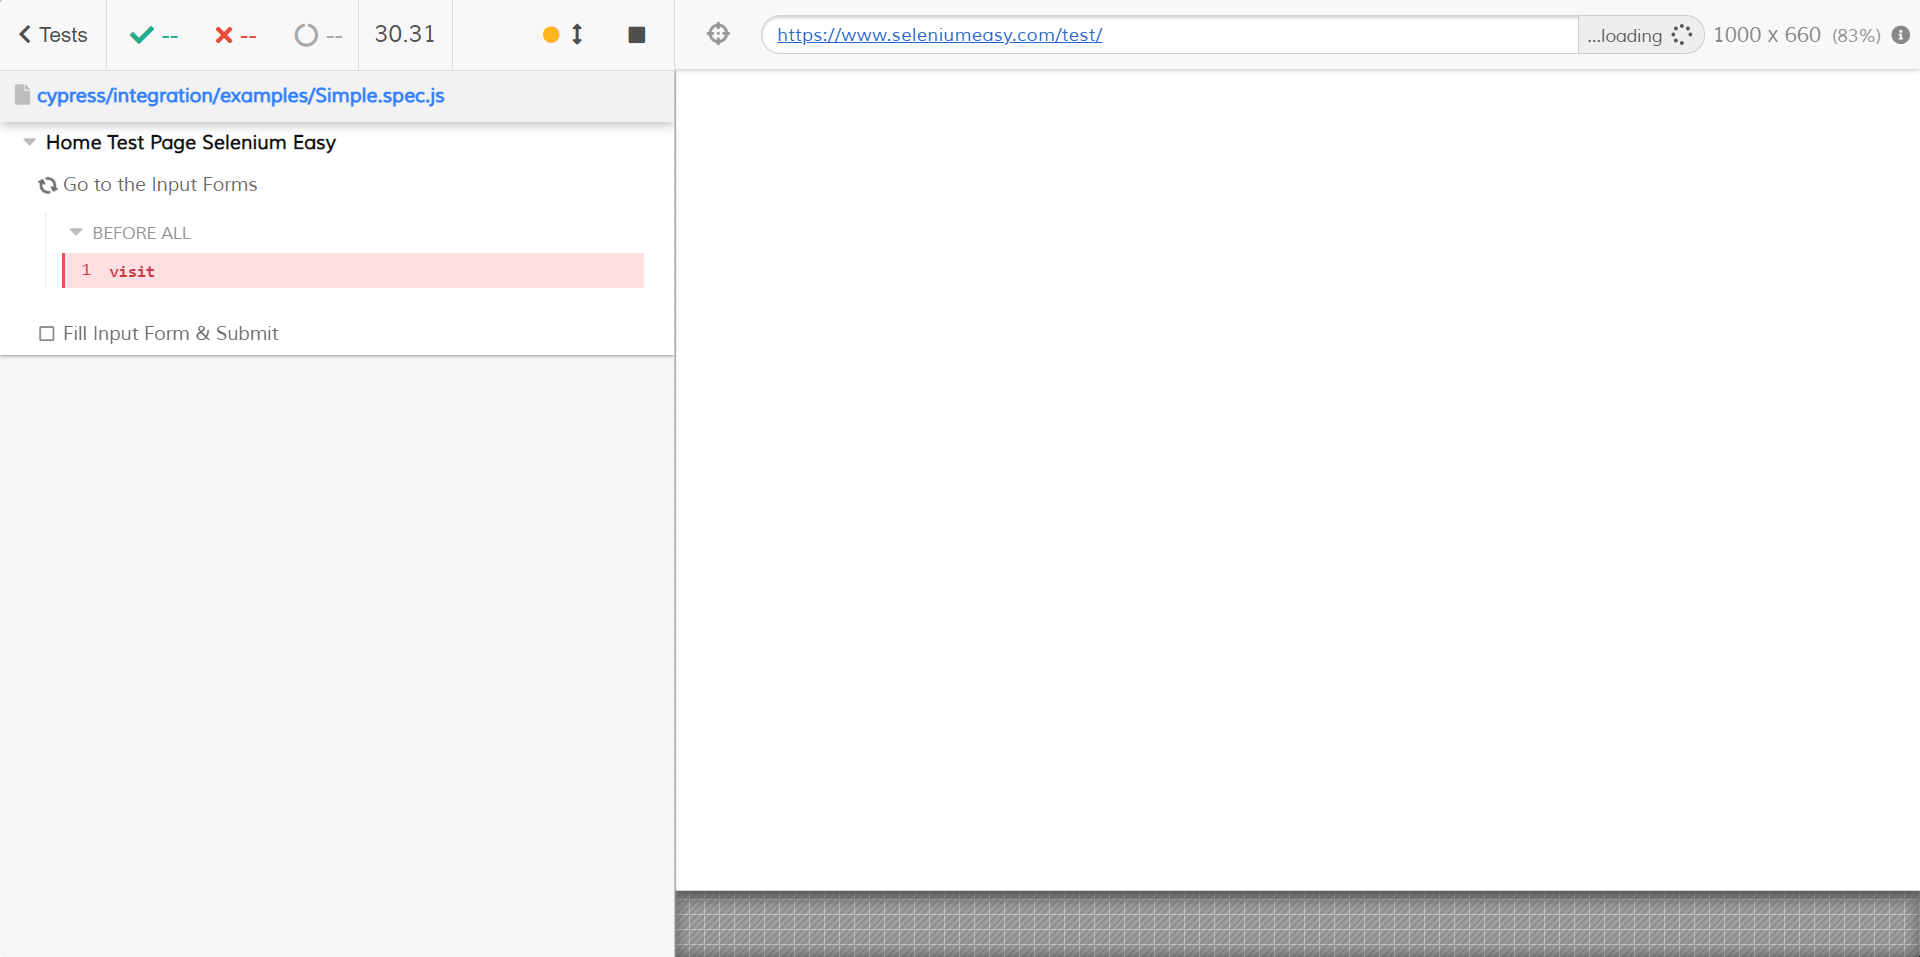 Tests -- -- -- 30.31
https://www.seleniumeasy.com/test/ ...loading 1000 x 660 (83%)
cypress/integration/examples/Simple.spec.js
Home Test Page Selenium Easy
Go to the Input Forms
BEFORE ALL
1 visit
Fill Input Form & Submit